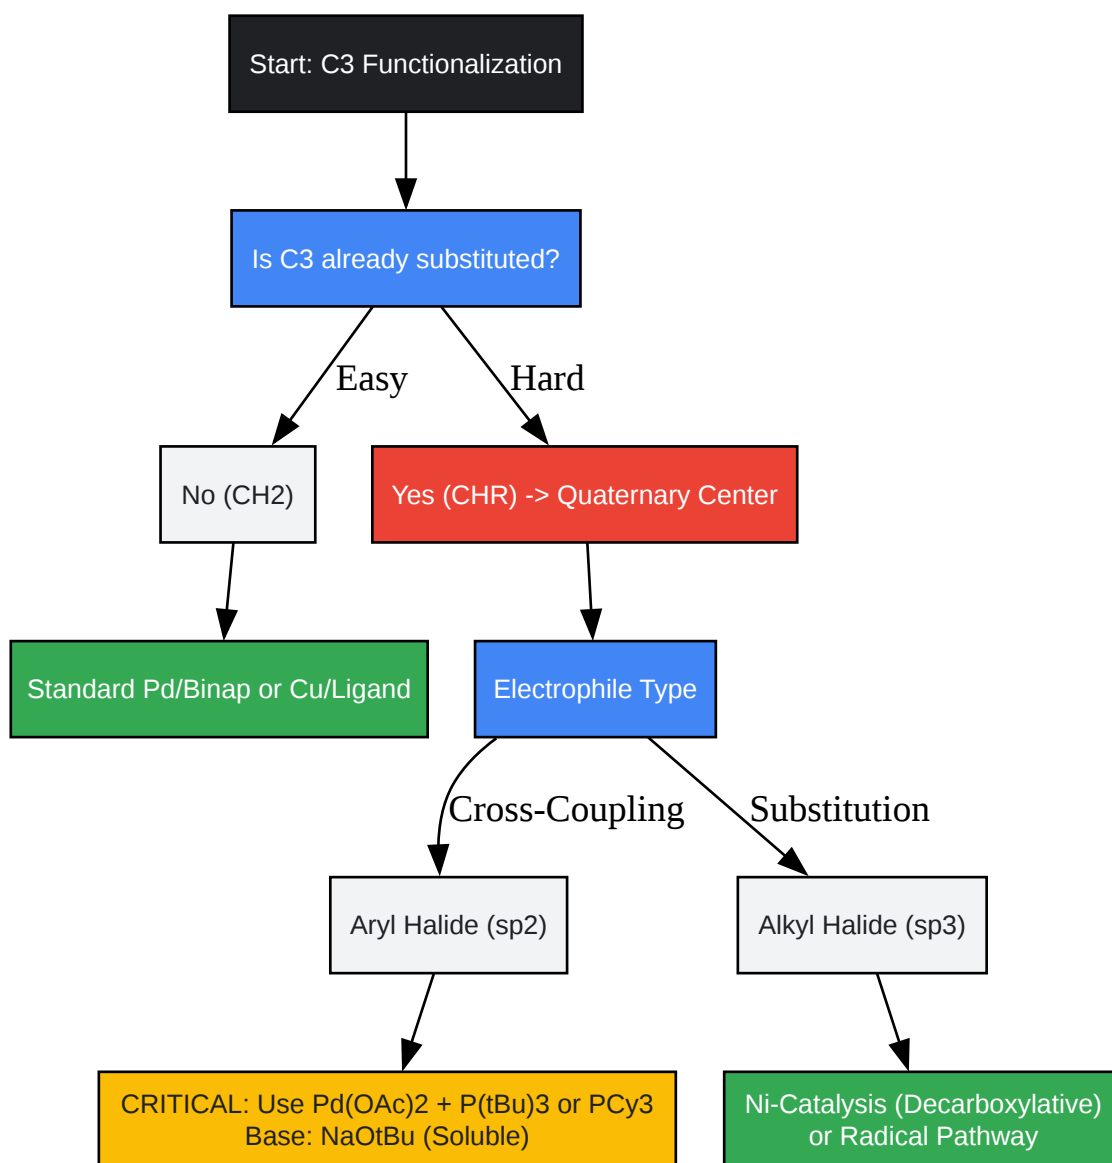 Start: C3 Functionalization
Is C3 already substituted?
Easy
Hard
No (CH2)
Yes (CHR) -> Quaternary Center
Standard Pd/Binap or Cu/Ligand
Electrophile Type
Cross-Coupling
Substitution
Aryl Halide (sp2)
Alkyl Halide (sp3)
CRITICAL: Use Pd(OAc)2 + P(tBu)3 or PCy3
Base: NaOtBu (Soluble)
Ni-Catalysis (Decarboxylative)
or Radical Pathway